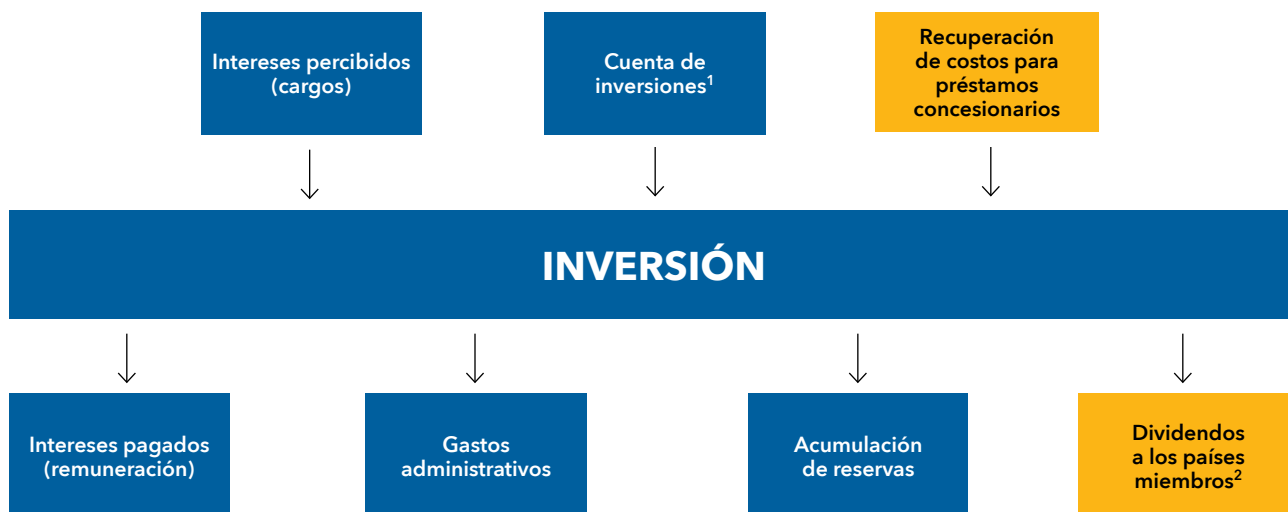 Intereses percibidos
(cargos)
Cuenta de
inversiones¹
Recuperación
de costos para
préstamos
concesionarios
INVERSIÓN
Intereses pagados
(remuneración)
Gastos
administrativos
Acumulación
de reservas
Dividendos
a los países
miembros²